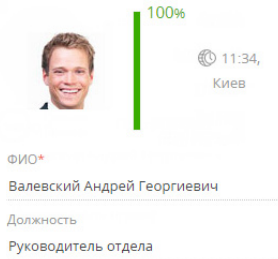 100%
11:34,
Киев
ФИО*
Валевский Андрей Георгиевич
Должность
Руководитель отдела